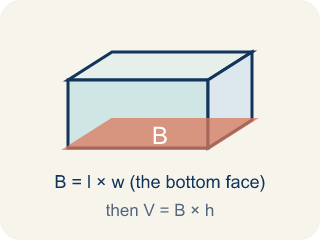 B
B = l × w (the bottom face)
then V = B × h